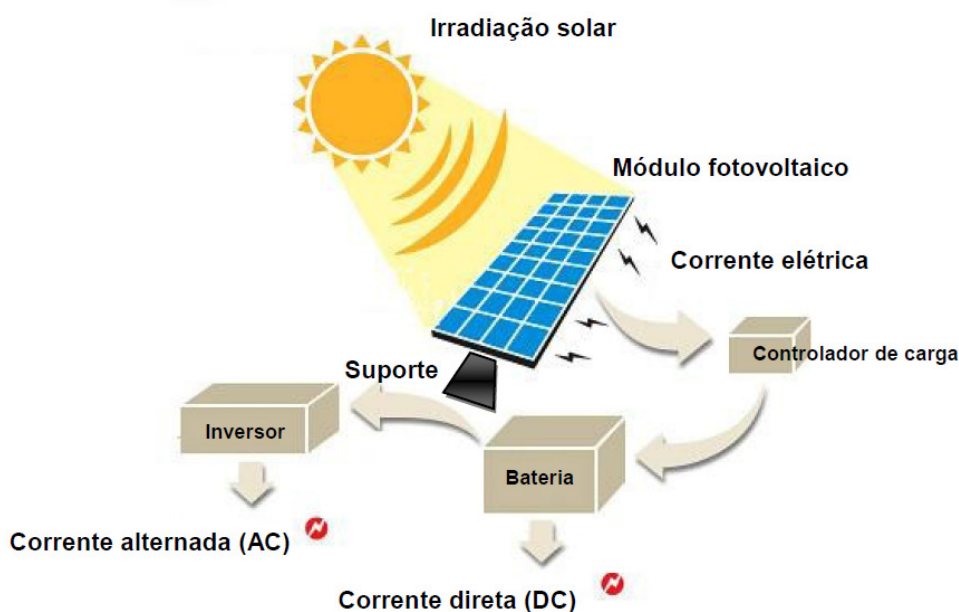 Irradiação solar
Módulo fotovoltaico
Corrente elétrica
Controlador de carga
Suporte
Inversor
Bateria
Corrente alternada (AC)
Corrente direta (DC)